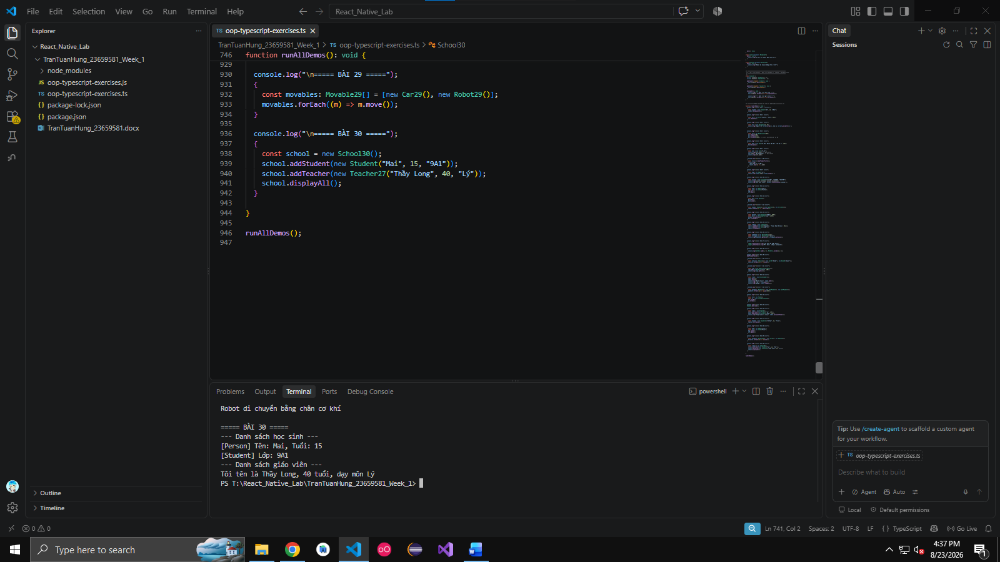 File Edit Selection View Go Run Terminal Help
React_Native_Lab
Explorer
React_Native_Lab
TranTuanHung_23659581_Week_1
node_modules
JS oop-typescript-exercises.js
TS oop-typescript-exercises.ts
{ } package-lock.json
{ } package.json
TranTuanHung_23659581.docx
Outline
Timeline
TS oop-typescript-exercises.ts
TranTuanHung_23659581_Week_1 > TS oop-typescript-exercises.ts > School30
746 function runAllDemos(): void {
929
930 console.log("\n===== BÀI 29 =====");
931 {
932 const movables: Movable29[] = [new Car29(), new Robot29()];
933 movables.forEach((m) => m.move());
934 }
935
936 console.log("\n===== BÀI 30 =====");
937 {
938 const school = new School30();
939 school.addStudent(new Student("Mai", 15, "9A1"));
940 school.addTeacher(new Teacher27("Thầy Long", 40, "Lý"));
941 school.displayAll();
942 }
943
944 }
945
946 runAllDemos();
947
Problems Output Terminal Ports Debug Console
powershell
Robot di chuyển bằng chân cơ khí
===== BÀI 30 =====
--- Danh sách học sinh ---
[Person] Tên: Mai, Tuổi: 15
[Student] Lớp: 9A1
--- Danh sách giáo viên ---
Tôi tên là Thầy Long, 40 tuổi, dạy môn Lý
PS T:\React_Native_Lab\TranTuanHung_23659581_Week_1>
Chat
Sessions
Tip: Use /create-agent to scaffold a custom agent
for your workflow.
TS oop-typescript-exercises.ts
Describe what to build
Agent Auto
Local Default permissions
0 0
Ln 741, Col 2 Spaces: 2 UTF-8 LF { } TypeScript Go Live
Type here to search
4:37 PM
8/23/2026
1